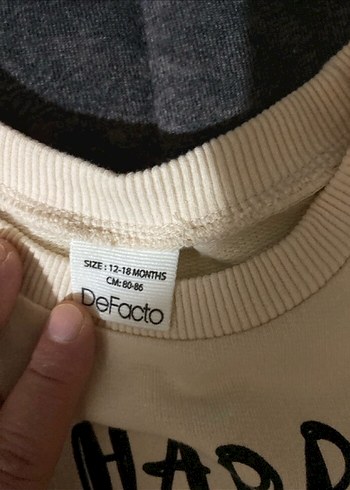 SIZE : 12-18 MONTHS
CM: 80-86
DeFacto